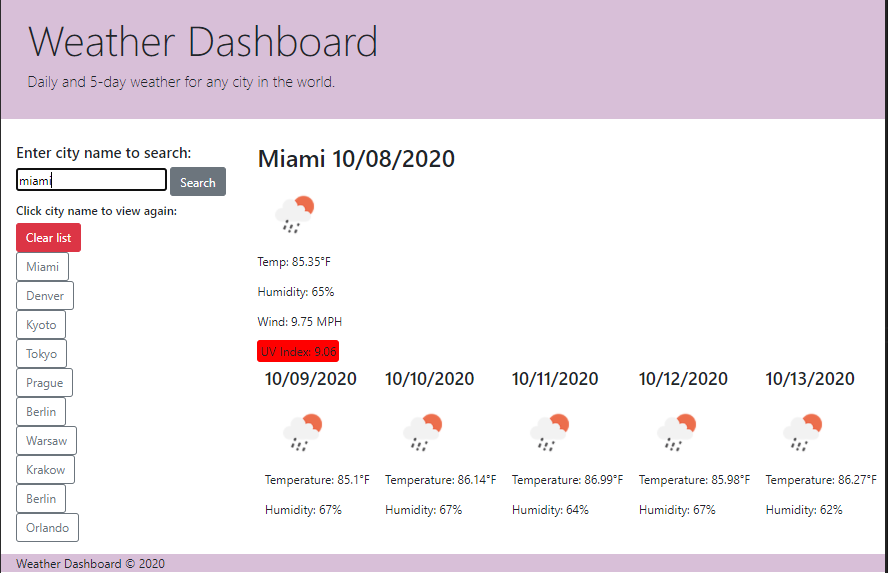 Weather Dashboard
Daily and 5-day weather for any city in the world.
Enter city name to search:
miami
Search
Click city name to view again:
Clear list
Miami
Denver
Kyoto
Tokyo
Prague
Berlin
Warsaw
Krakow
Berlin
Orlando
Miami 10/08/2020
Temp: 85.35°F
Humidity: 65%
Wind: 9.75 MPH
UV Index: 9.06
10/09/2020
Temperature: 85.1°F
Humidity: 67%
10/10/2020
Temperature: 86.14°F
Humidity: 67%
10/11/2020
Temperature: 86.99°F
Humidity: 64%
10/12/2020
Temperature: 85.98°F
Humidity: 67%
10/13/2020
Temperature: 86.27°F
Humidity: 62%
Weather Dashboard © 2020